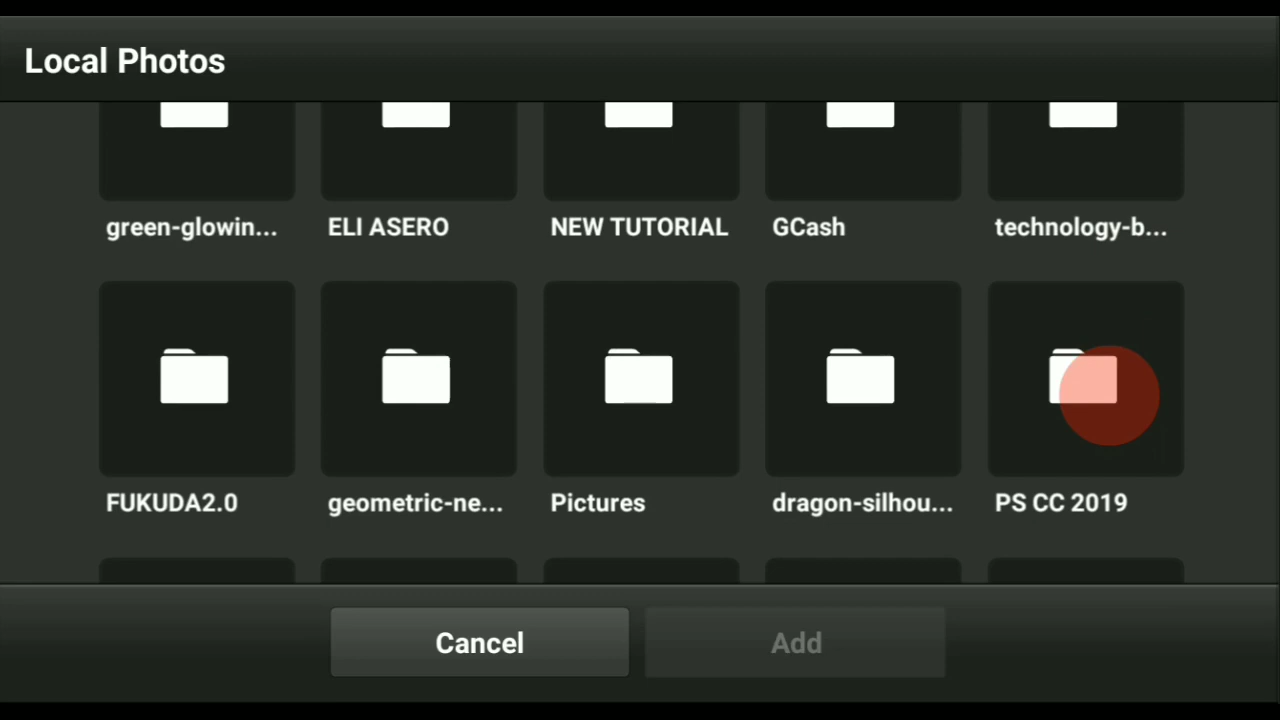 Local Photos
green-glowin...
ELI ASERO
NEW TUTORIAL
GCash
technology-b...
FUKUDA2.0
geometric-ne...
Pictures
dragon-silhou...
PS CC 2019
Cancel
Add